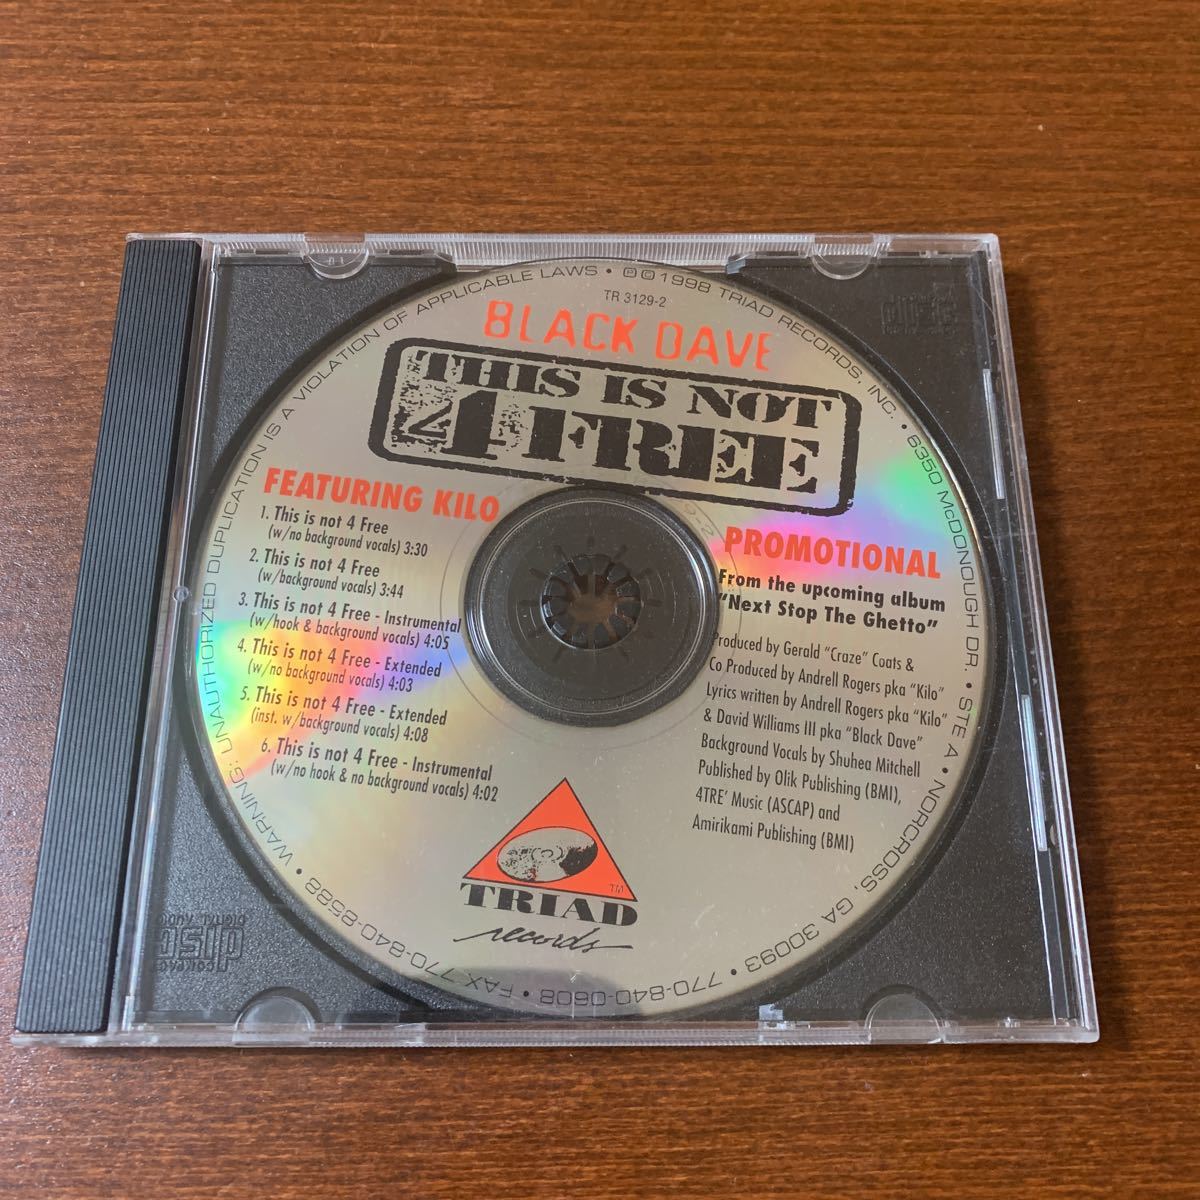 WARNING: UNAUTHORIZED DUPLICATION IS A VIOLATION OF APPLICABLE LAWS • ℗©1998 TRIAD RECORDS, INC. • 6350 McDONOUGH DR. • STE A • NORCROSS, GA 30093 • 770-840-0608 • FAX 770-840-8588 •
TR 3129-2
BLACK DAVE
THIS IS NOT
4 FREE
FEATURING KILO
1. This is not 4 Free
(w/no background vocals) 3:30
2. This is not 4 Free
(w/background vocals) 3:44
3. This is not 4 Free - Instrumental
(w/hook & background vocals) 4:05
4. This is not 4 Free - Extended
(w/no background vocals) 4:03
5. This is not 4 Free - Extended
(inst. w/background vocals) 4:08
6. This is not 4 Free - Instrumental
(w/no hook & no background vocals) 4:02
PROMOTIONAL
From the upcoming album
"Next Stop The Ghetto"
Produced by Gerald "Craze" Coats &
Co Produced by Andrell Rogers pka "Kilo"
Lyrics written by Andrell Rogers pka "Kilo"
& David Williams III pka "Black Dave"
Background Vocals by Shuhea Mitchell
Published by Olik Publishing (BMI),
4TRE' Music (ASCAP) and
Amirikami Publishing (BMI)
TM
TRIAD
records
COMPACT
disc
DIGITAL AUDIO